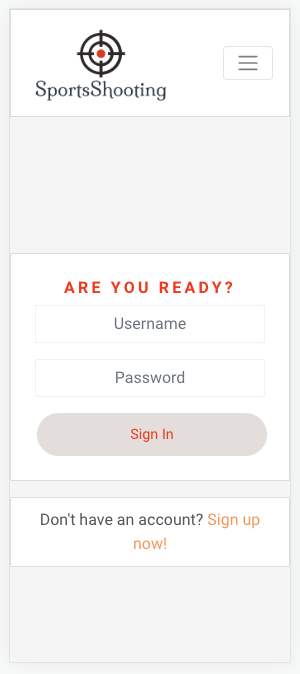 SportsShooting
ARE YOU READY?
Username
Password
Sign In
Don't have an account? Sign up
now!